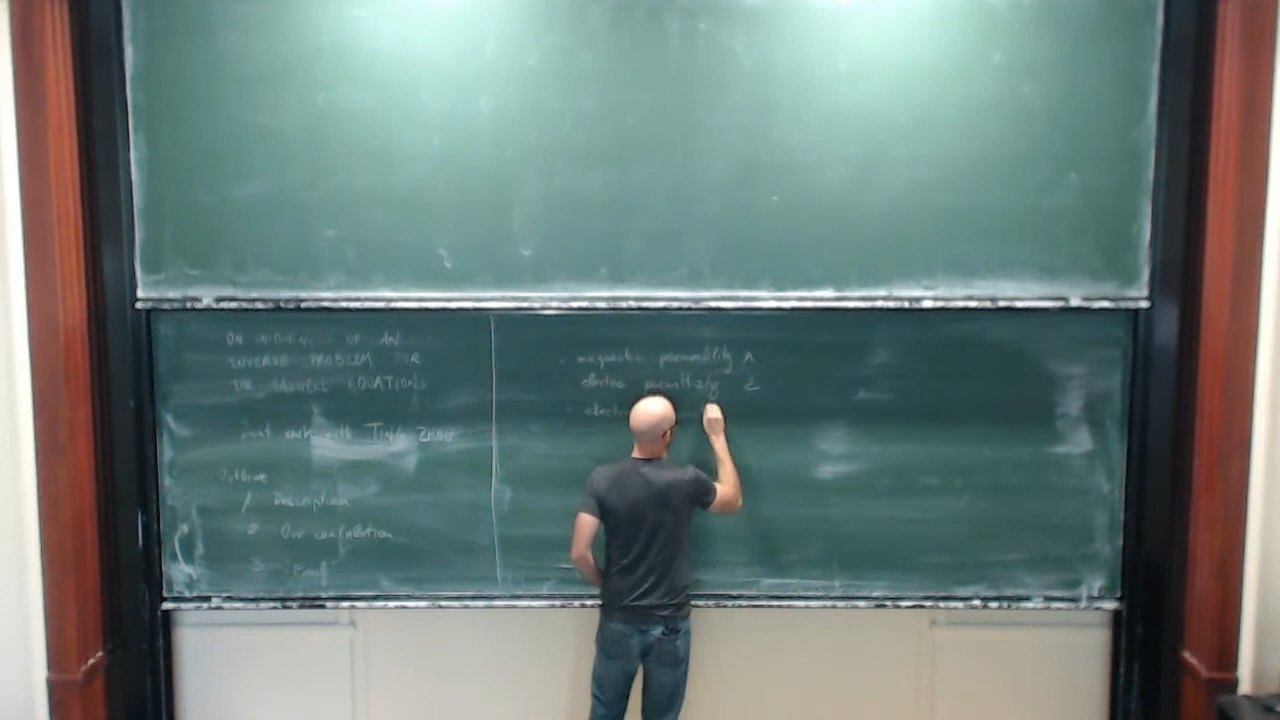 ON UNIQUENESS OF AN
INVERSE PROBLEM FOR
THE MAXWELL EQUATIONS
joint work with Ting ZHOU
Outline
1 Description
2 Our contribution
3 Proof
· magnetic permeability μ
electric permittivity ε
· electric